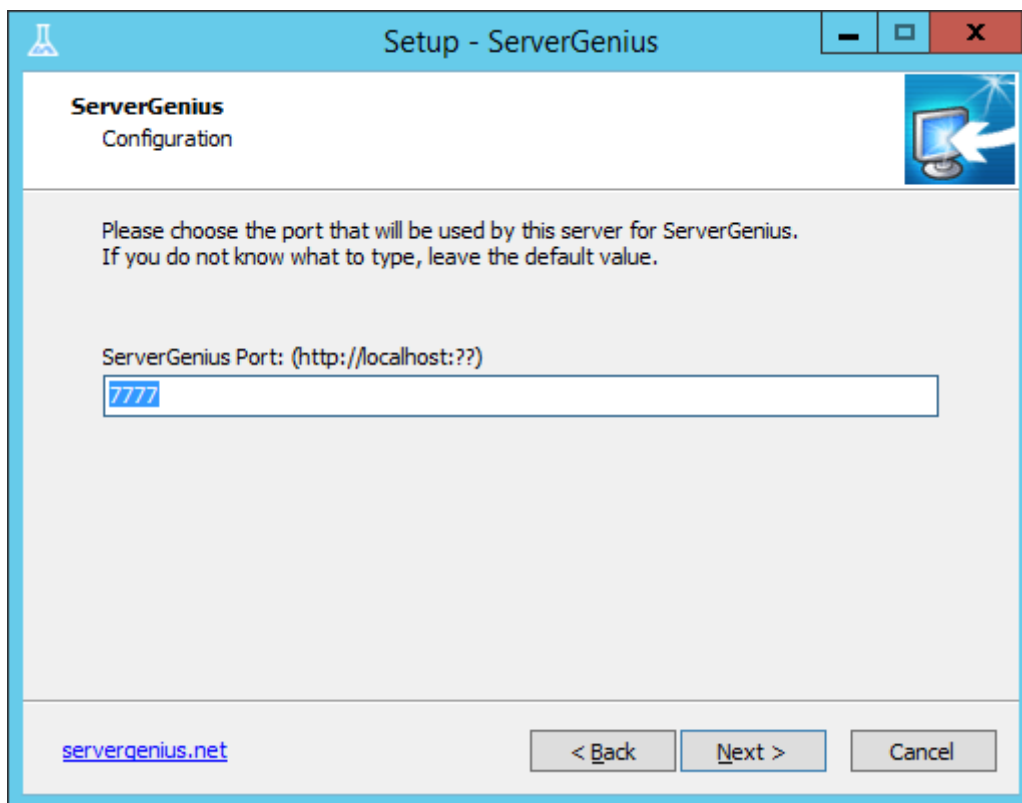 Setup - ServerGenius
ServerGenius
Configuration
Please choose the port that will be used by this server for ServerGenius.
If you do not know what to type, leave the default value.
ServerGenius Port: (http://localhost:??)
7777
servergenius.net
< Back
Next >
Cancel